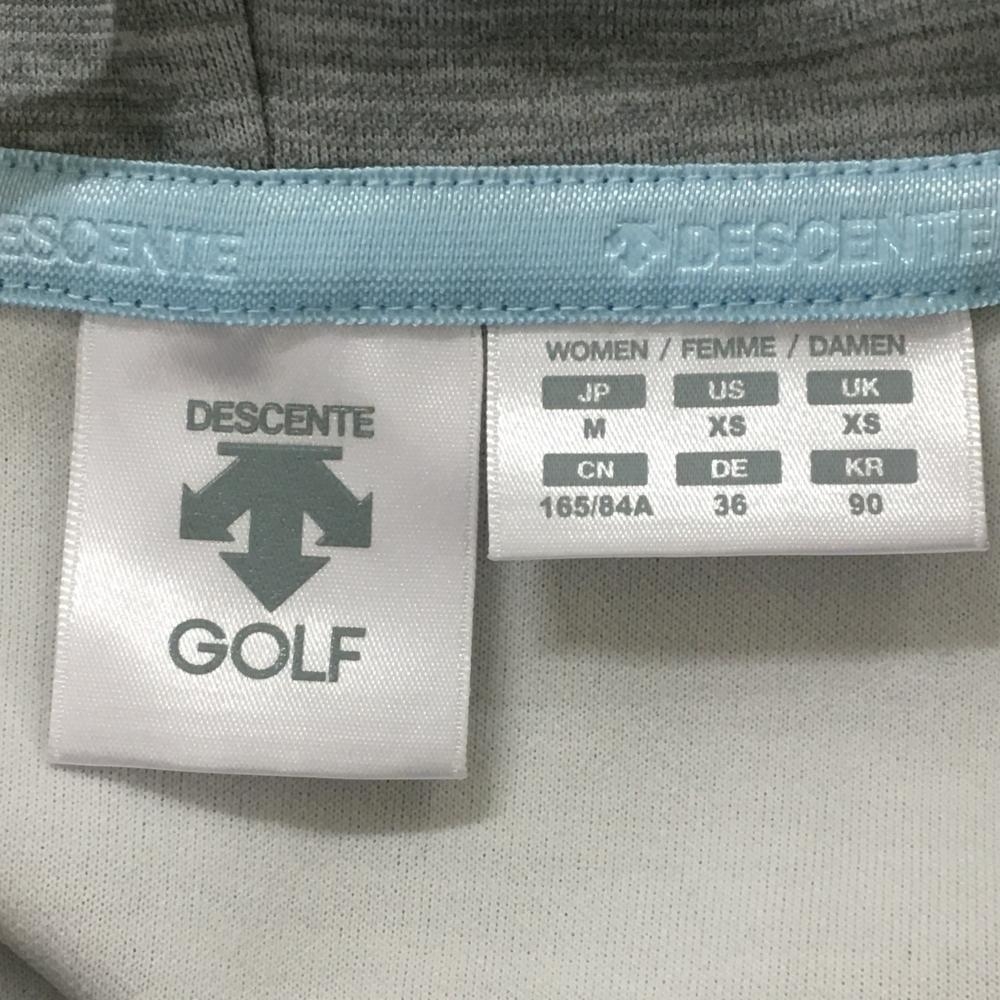 DESCENTE
DESCENTE
DESCENTE
GOLF
WOMEN / FEMME / DAMEN
JP US UK
M XS XS
CN DE KR
165/84A 36 90